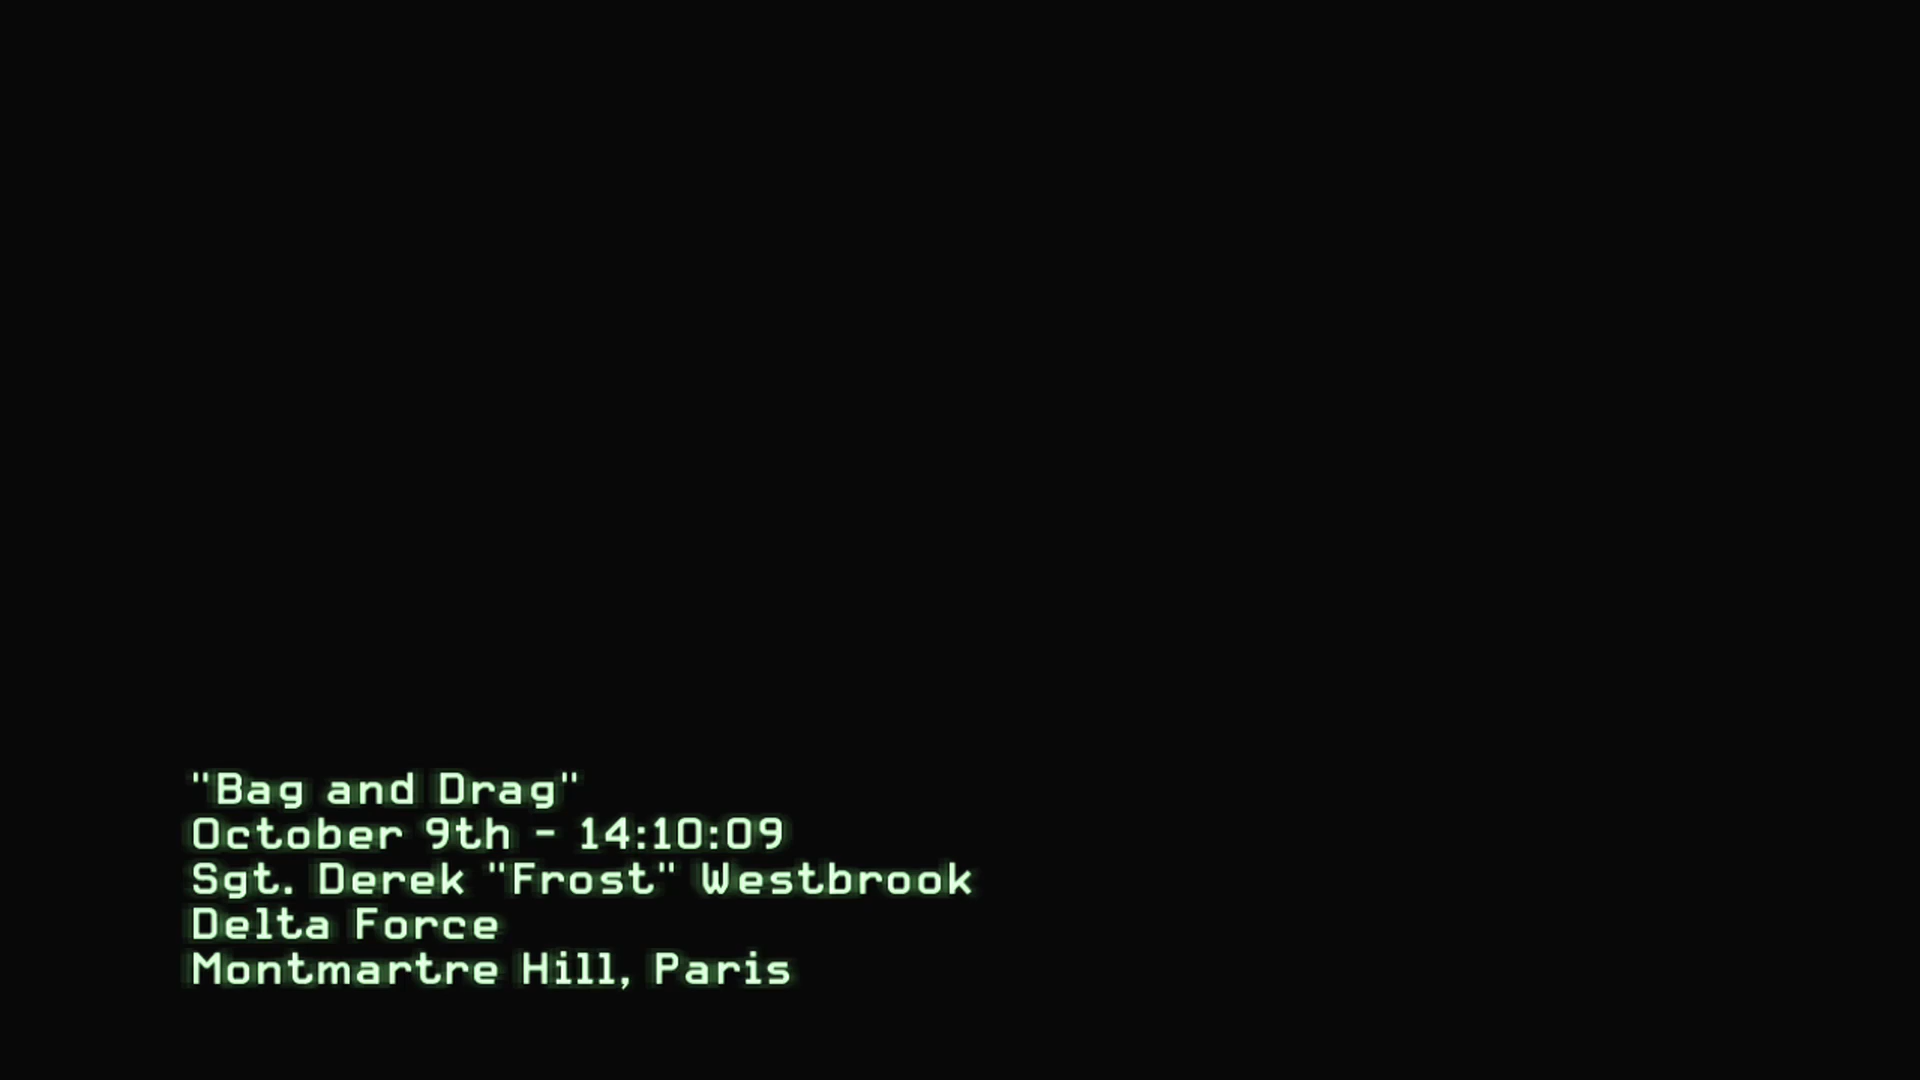 "Bag and Drag"
October 9th - 14:10:09
Sgt. Derek "Frost" Westbrook
Delta Force
Montmartre Hill, Paris